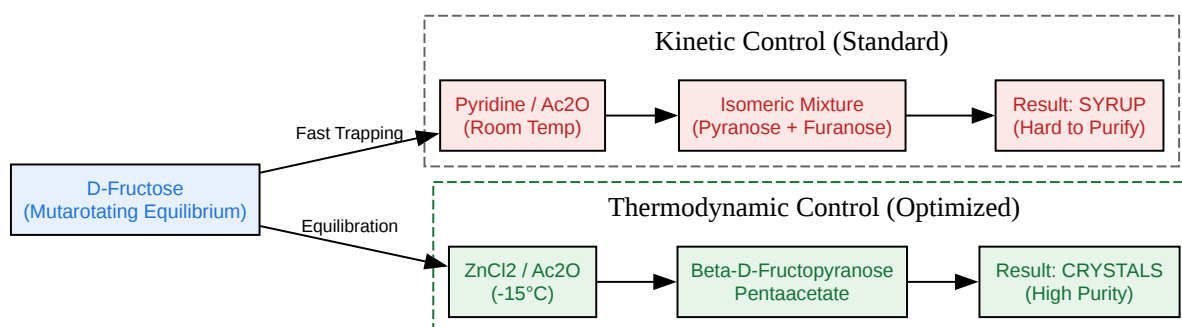 Kinetic Control (Standard)
Pyridine / Ac2O
(Room Temp)
Isomeric Mixture
(Pyranose + Furanose)
Result: SYRUP
(Hard to Purify)
Fast Trapping
D-Fructose
(Mutarotating Equilibrium)
Equilibration
Thermodynamic Control (Optimized)
ZnCl2 / Ac2O
(-15°C)
Beta-D-Fructopyranose
Pentaacetate
Result: CRYSTALS
(High Purity)